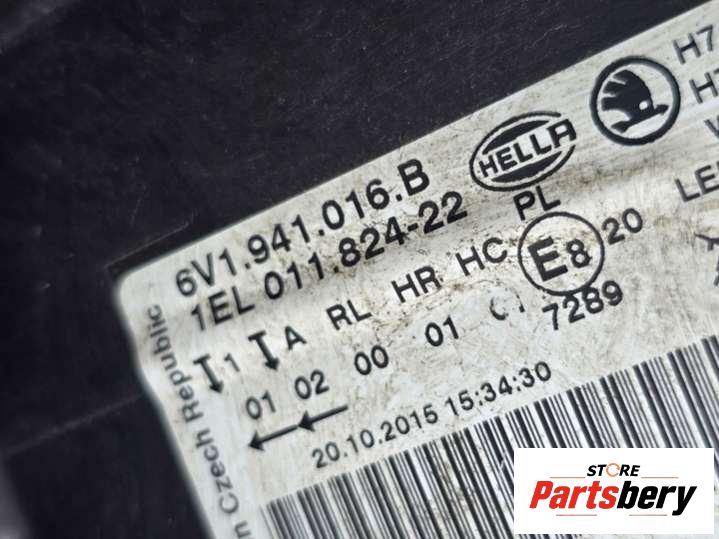 6V1.941.016.B
1EL 011.824-22
HELLA
H7
PL
LE
1 A RL HR HC
E8 20
7289
01 02 00 01
20.10.2015 15:34:30
Czech Republic
STORE
Partsbery